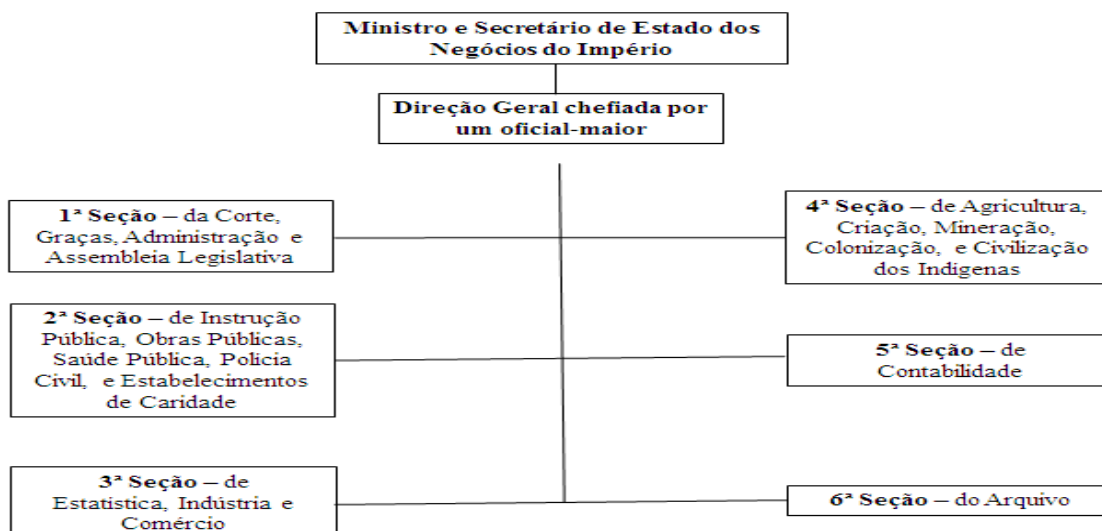 Ministro e Secretário de Estado dos
Negócios do Império
Direção Geral chefiada por
um oficial-maior
1ª Seção – da Corte,
Graças, Administração e
Assembleia Legislativa
2ª Seção – de Instrução
Pública, Obras Públicas,
Saúde Pública, Policia
Civil, e Estabelecimentos
de Caridade
3ª Seção – de
Estatística, Indústria e
Comércio
4ª Seção – de Agricultura,
Criação, Mineração,
Colonização, e Civilização
dos Indigenas
5ª Seção – de
Contabilidade
6ª Seção – do Arquivo